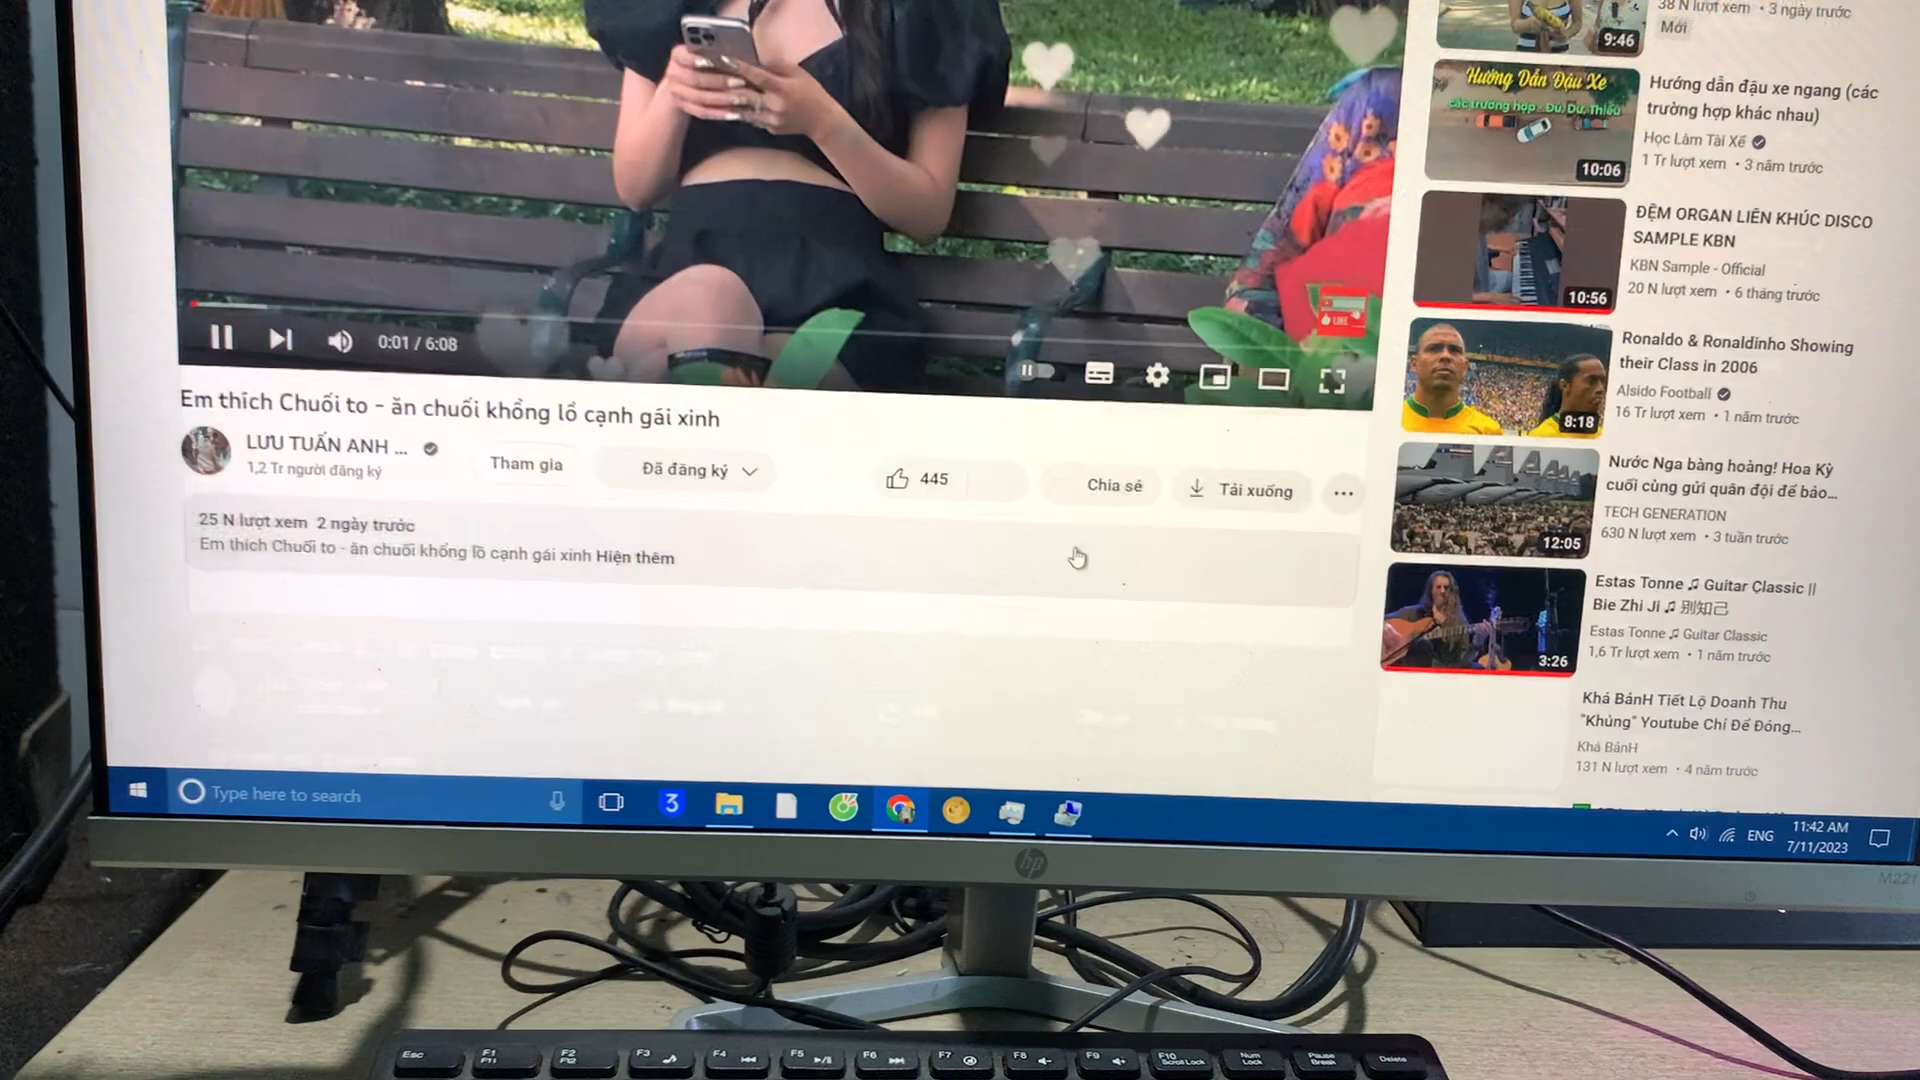 0:01 / 6:08
LIKE
Em thích Chuối to - ăn chuối khổng lồ cạnh gái xinh
LƯU TUẤN ANH ...
1,2 Tr người đăng ký
Tham gia
Đã đăng ký
445
Chia sẻ
Tải xuống
25 N lượt xem 2 ngày trước
Em thích Chuối to - ăn chuối khổng lồ cạnh gái xinh Hiện thêm
38 N lượt xem • 3 ngày trước
Mới
9:46
Hướng Dẫn Đậu Xe
các trường hợp - Đủ, Dư, Thiếu
10:06
Hướng dẫn đậu xe ngang (các
trường hợp khác nhau)
Học Lâm Tài Xế
1 Tr lượt xem • 3 năm trước
10:56
ĐỆM ORGAN LIÊN KHÚC DISCO
SAMPLE KBN
KBN Sample - Official
20 N lượt xem • 6 tháng trước
8:18
Ronaldo & Ronaldinho Showing
their Class in 2006
Alsido Football
16 Tr lượt xem • 1 năm trước
12:05
Nước Nga bàng hoàng! Hoa Kỳ
cuối cùng gửi quân đội để bảo...
TECH GENERATION
630 N lượt xem • 3 tuần trước
3:26
Estas Tonne ♫ Guitar Classic ||
Bie Zhi Ji ♫ 别知己
Estas Tonne ♫ Guitar Classic
1,6 Tr lượt xem • 1 năm trước
Khá BảnH Tiết Lộ Doanh Thu
"Khủng" Youtube Chỉ Để Đóng...
Khá BảnH
131 N lượt xem • 4 năm trước
Type here to search
3
ENG
11:42 AM
7/11/2023
hp
M22f
Esc
F1
F11
F2
F12
F3
F4
F5
F6
F7
F8
F9
F10
Scroll Lock
Num
Lock
Pause
Break
Delete